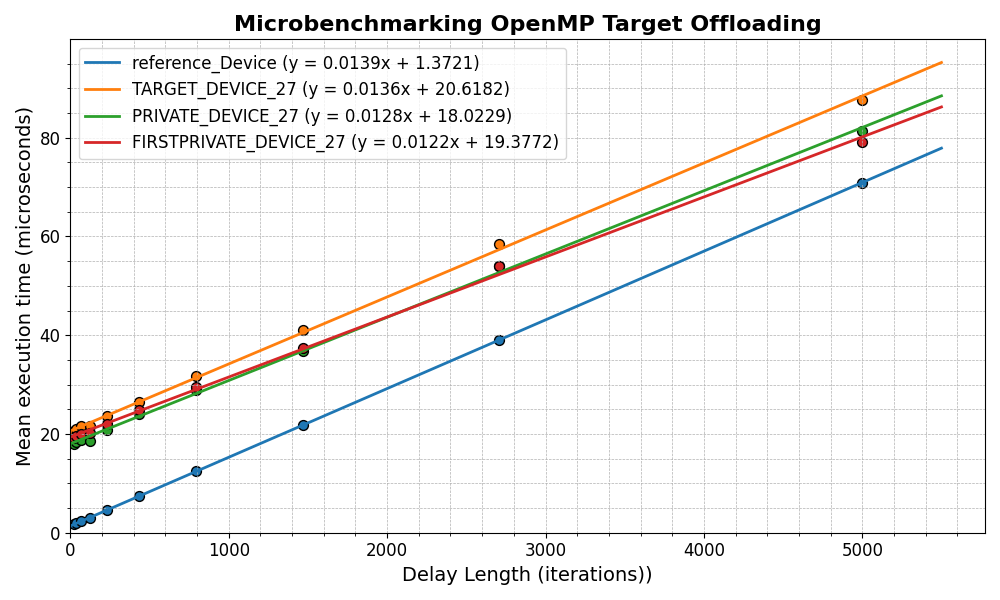 Microbenchmarking OpenMP Target Offloading
reference_Device (y = 0.0139x + 1.3721)
TARGET_DEVICE_27 (y = 0.0136x + 20.6182)
PRIVATE_DEVICE_27 (y = 0.0128x + 18.0229)
FIRSTPRIVATE_DEVICE_27 (y = 0.0122x + 19.3772)
Mean execution time (microseconds)
80
60
40
20
0
0 1000 2000 3000 4000 5000
Delay Length (iterations))